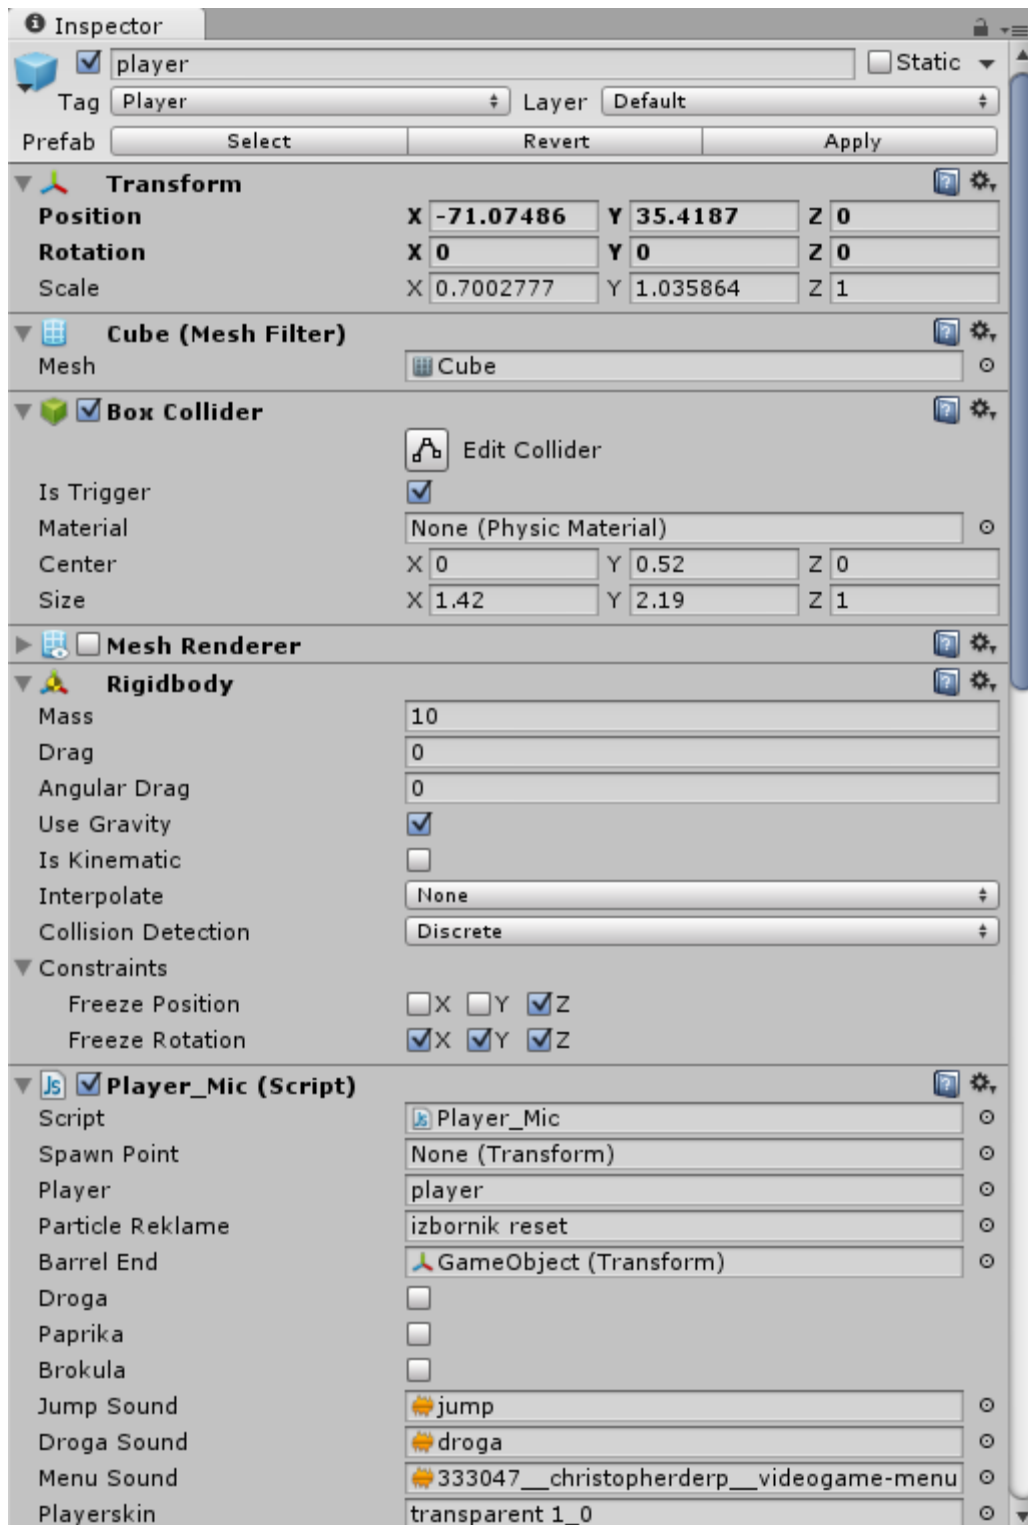 Inspector
player Static
Tag Player Layer Default
Prefab Select Revert Apply
Transform
Position X -71.07486 Y 35.4187 Z 0
Rotation X 0 Y 0 Z 0
Scale X 0.7002777 Y 1.035864 Z 1
Cube (Mesh Filter)
Mesh Cube
Box Collider
Edit Collider
Is Trigger
Material None (Physic Material)
Center X 0 Y 0.52 Z 0
Size X 1.42 Y 2.19 Z 1
Mesh Renderer
Rigidbody
Mass 10
Drag 0
Angular Drag 0
Use Gravity
Is Kinematic
Interpolate None
Collision Detection Discrete
Constraints
Freeze Position X Y Z
Freeze Rotation X Y Z
Js Player_Mic (Script)
Script Player_Mic
Spawn Point None (Transform)
Player player
Particle Reklame izbornik reset
Barrel End GameObject (Transform)
Droga
Paprika
Brokula
Jump Sound jump
Droga Sound droga
Menu Sound 333047__christopherderp__videogame-menu
Playerskin transparent 1_0